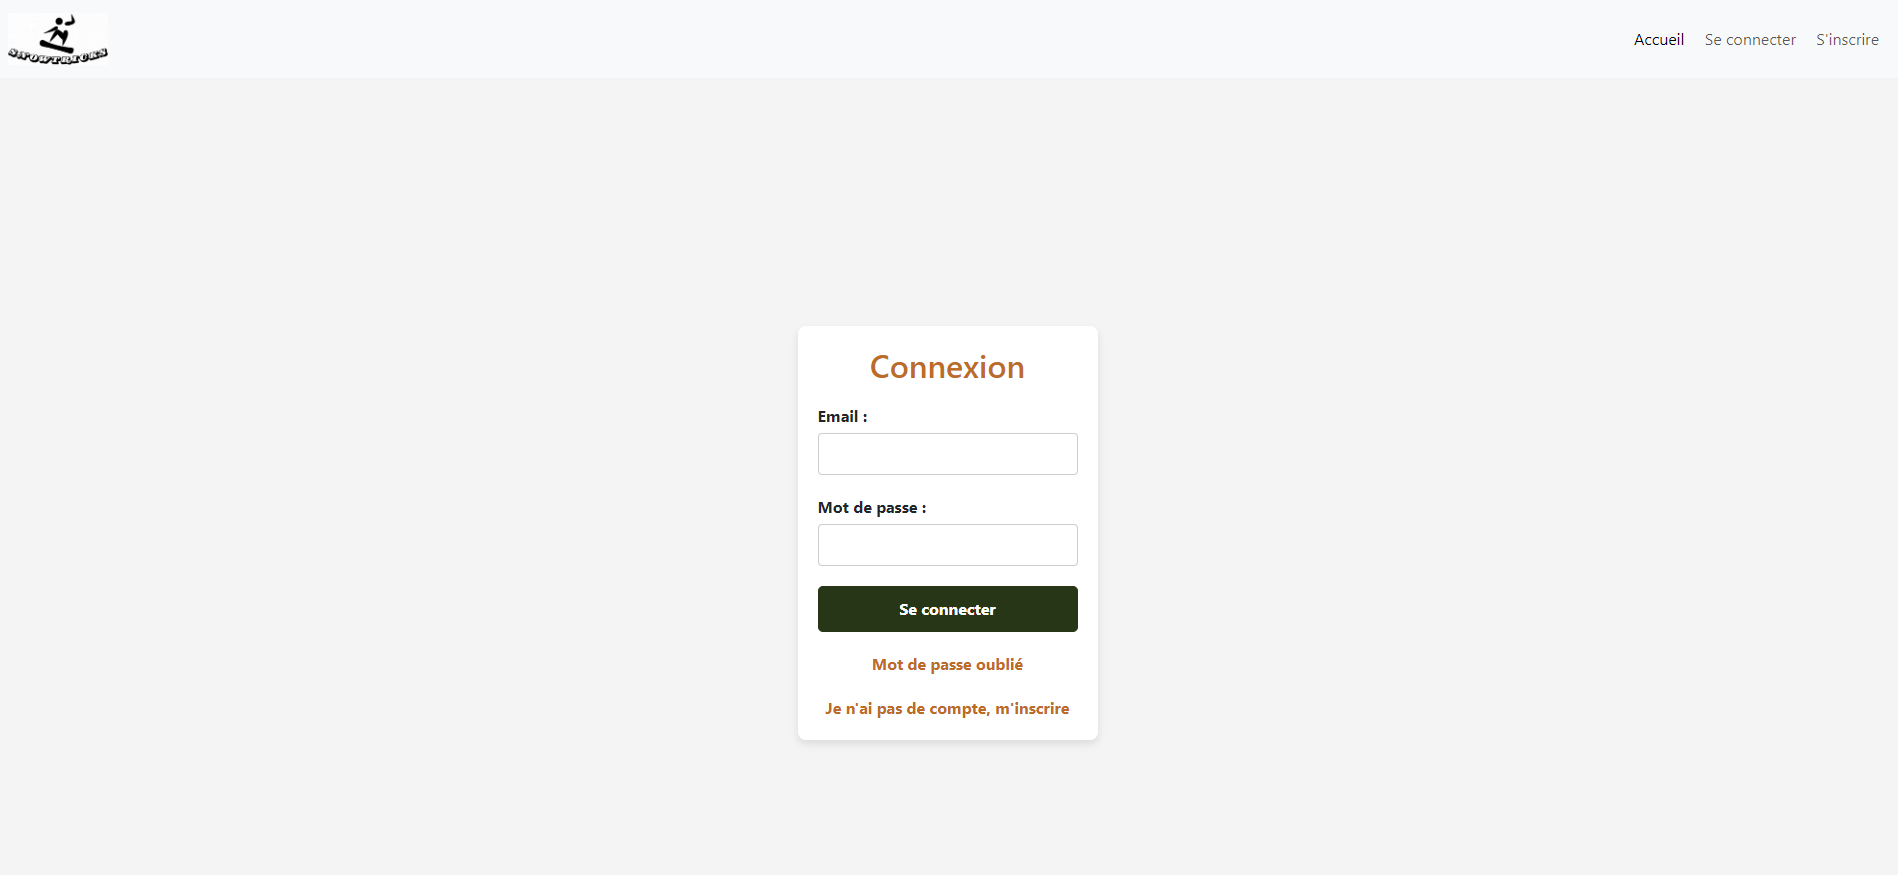 SNOWTRICKS
Accueil
Se connecter
S'inscrire
Connexion
Email :
Mot de passe :
Se connecter
Mot de passe oublié
Je n'ai pas de compte, m'inscrire